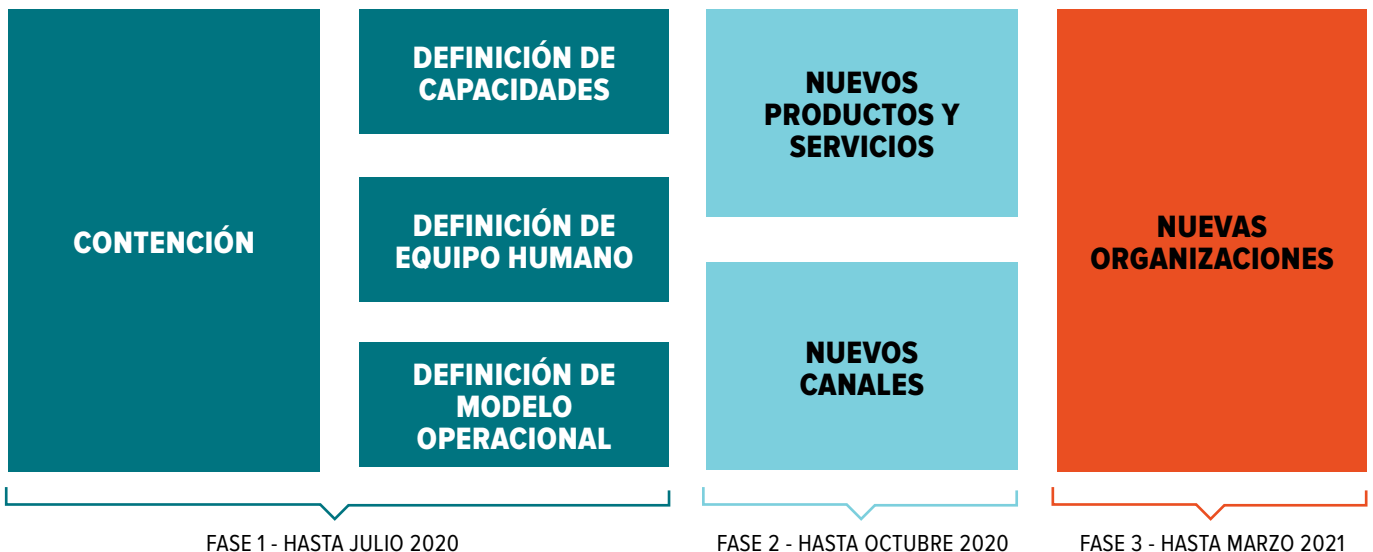 CONTENCIÓN
DEFINICIÓN DE
CAPACIDADES
DEFINICIÓN DE
EQUIPO HUMANO
DEFINICIÓN DE
MODELO
OPERACIONAL
NUEVOS
PRODUCTOS Y
SERVICIOS
NUEVOS
CANALES
NUEVAS
ORGANIZACIONES
FASE 1 - HASTA JULIO 2020
FASE 2 - HASTA OCTUBRE 2020
FASE 3 - HASTA MARZO 2021